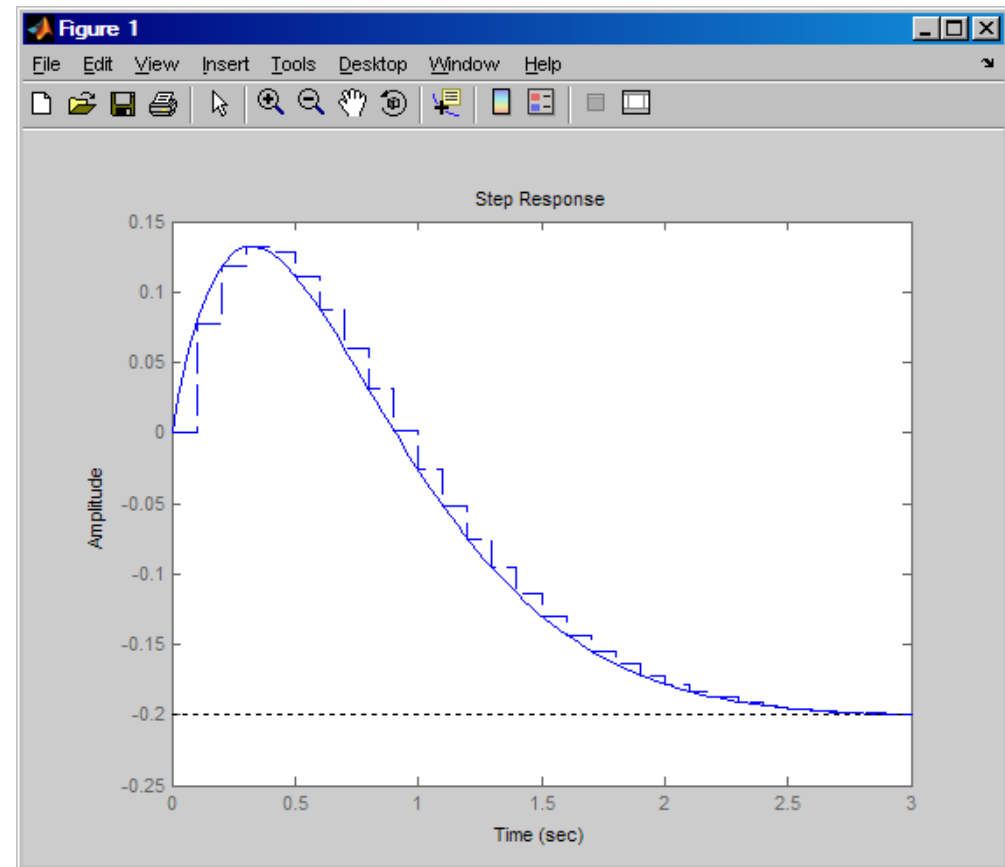 Figure 1
File Edit View Insert Tools Desktop Window Help
Step Response
0.15
0.1
0.05
0
-0.05
-0.1
-0.15
-0.2
-0.25
Amplitude
0 0.5 1 1.5 2 2.5 3
Time (sec)